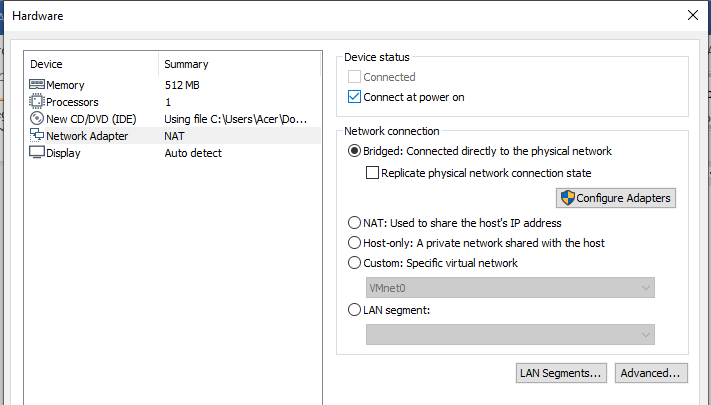 Hardware
Device Summary
Memory 512 MB
Processors 1
New CD/DVD (IDE) Using file C:\Users\Acer\Do...
Network Adapter NAT
Display Auto detect
Device status
Connected
Connect at power on
Network connection
Bridged: Connected directly to the physical network
Replicate physical network connection state
Configure Adapters
NAT: Used to share the host's IP address
Host-only: A private network shared with the host
Custom: Specific virtual network
VMnet0
LAN segment:
LAN Segments... Advanced...